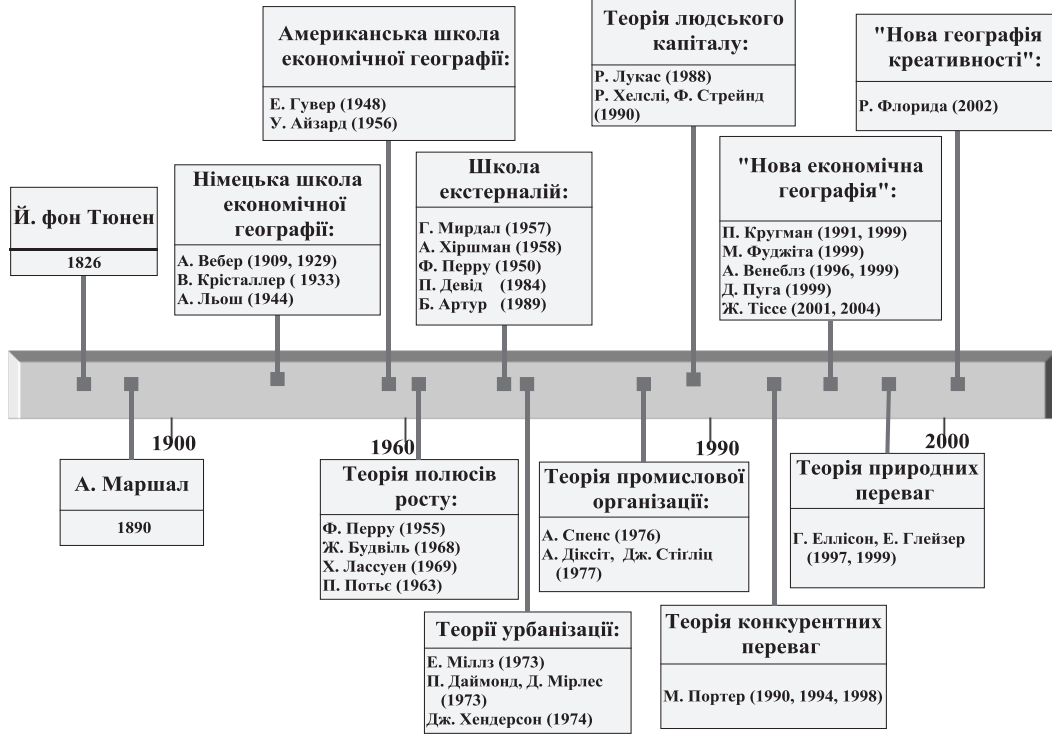 Американська школа
економічної географії:
Е. Гувер (1948)
У. Айзард (1956)
Теорія людського
капіталу:
Р. Лукас (1988)
Р. Хелслі, Ф. Стрейнд
(1990)
"Нова географія
креативності":
Р. Флорида (2002)
Й. фон Тюнен
1826
Німецька школа
економічної
географії:
А. Вебер (1909, 1929)
В. Крісталлер ( 1933)
А. Льош (1944)
Школа
екстерналій:
Г. Мирдал (1957)
А. Хіршман (1958)
Ф. Перру (1950)
П. Девід (1984)
Б. Артур (1989)
"Нова економічна
географія":
П. Кругман (1991, 1999)
М. Фуджіта (1999)
А. Венеблз (1996, 1999)
Д. Пуга (1999)
Ж. Тіссе (2001, 2004)
1900
1960
1990
2000
А. Маршал
1890
Теорія полюсів
росту:
Ф. Перру (1955)
Ж. Будвіль (1968)
Х. Лассуен (1969)
П. Потьє (1963)
Теорія промислової
організації:
А. Спенс (1976)
А. Діксіт, Дж. Стігліц
(1977)
Теорія природних
переваг
Г. Еллісон, Е. Глейзер
(1997, 1999)
Теорії урбанізації:
Е. Міллз (1973)
П. Даймонд, Д. Мірлес
(1973)
Дж. Хендерсон (1974)
Теорія конкурентних
переваг
М. Портер (1990, 1994, 1998)